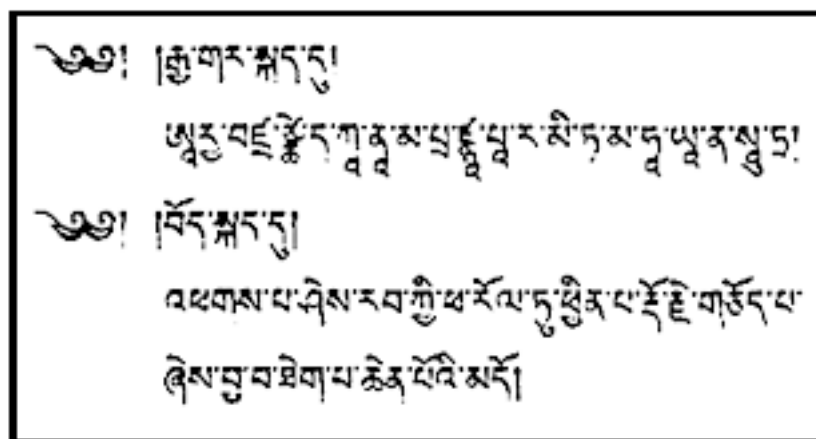 ༄༅། །རྒྱ་གར་སྐད་དུ།
ཨཱརྱ་བཛྲ་ཙྪེད་ཀཱ་ནཱ་མ་པྲ་ཛྙཱ་པཱ་ར་མི་ཏ་མ་ཧཱ་ཡཱ་ན་སཱུ་ཏྲ།
༄༅། །བོད་སྐད་དུ།
འཕགས་པ་ཤེས་རབ་ཀྱི་ཕ་རོལ་ཏུ་ཕྱིན་པ་རྡོ་རྗེ་གཅོད་པ་
ཞེས་བྱ་བ་ཐེག་པ་ཆེན་པོའི་མདོ།